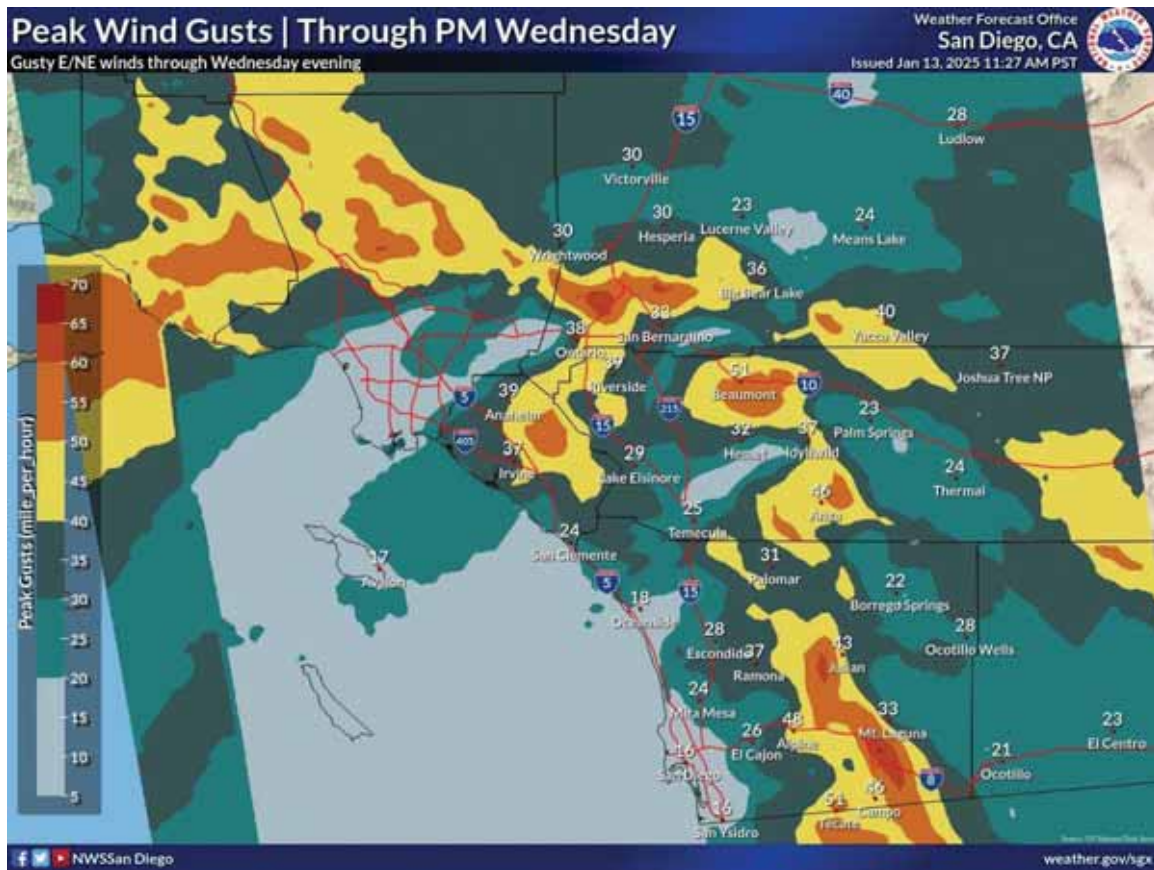 Peak Wind Gusts | Through PM Wednesday
Gusty E/NE winds through Wednesday evening
Weather Forecast Office
San Diego, CA
Issued Jan 13, 2025 11:27 AM PST
40
15
28
Ludlow
30
Victorville
30
Hesperia
23
Lucerne Valley
24
Means Lake
30
Wrightwood
36
Big Bear Lake
40
Yucca Valley
38
Ontario
38
San Bernardino
39
Riverside
37
Joshua Tree NP
51
Beaumont
10
39
Anaheim
5
405
15
215
23
Palm Springs
32
Hemet
37
Idyllwild
37
Irvine
29
Lake Elsinore
24
Thermal
46
Anza
25
Temecula
24
San Clemente
17
Avalon
31
Palomar
22
Borrego Springs
5
15
18
Oceanside
28
Escondido
37
Ramona
43
Julian
28
Ocotillo Wells
24
Mira Mesa
26
El Cajon
48
Alpine
33
Mt. Laguna
23
El Centro
21
Ocotillo
8
16
San Diego
16
San Ysidro
51
Tecate
46
Campo
Peak Gusts (mile_per_hour)
70
65
60
55
50
45
40
35
30
25
20
15
10
5
NWSSan Diego
weather.gov/sgx